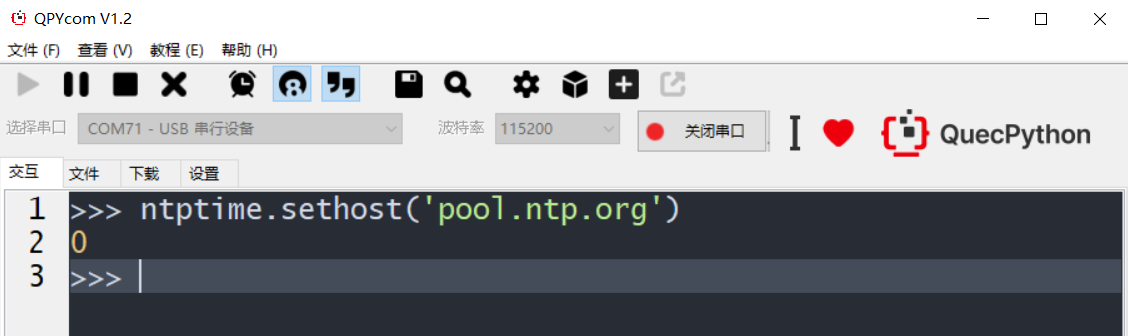 QPYcom V1.2
文件 (F) 查看 (V) 教程 (E) 帮助 (H)
选择串口 COM71 - USB 串行设备 波特率 115200 关闭串口 QuecPython
交互 文件 下载 设置
1 >>> ntptime.sethost('pool.ntp.org')
2 0
3 >>>